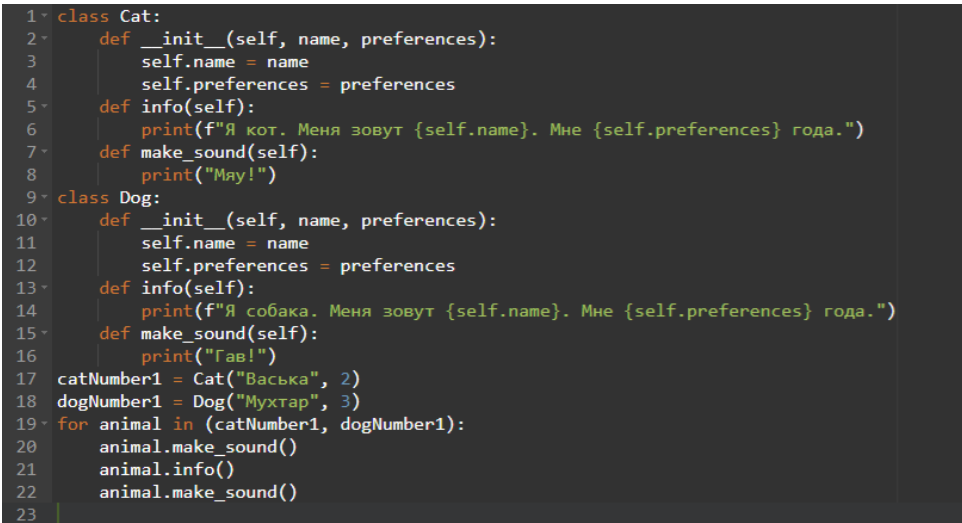 1 class Cat:
2     def __init__(self, name, preferences):
3         self.name = name
4         self.preferences = preferences
5     def info(self):
6         print(f"Я кот. Меня зовут {self.name}. Мне {self.preferences} года.")
7     def make_sound(self):
8         print("Мяу!")
9 class Dog:
10     def __init__(self, name, preferences):
11         self.name = name
12         self.preferences = preferences
13     def info(self):
14         print(f"Я собака. Меня зовут {self.name}. Мне {self.preferences} года.")
15     def make_sound(self):
16         print("Гав!")
17 catNumber1 = Cat("Васька", 2)
18 dogNumber1 = Dog("Мухтар", 3)
19 for animal in (catNumber1, dogNumber1):
20     animal.make_sound()
21     animal.info()
22     animal.make_sound()
23